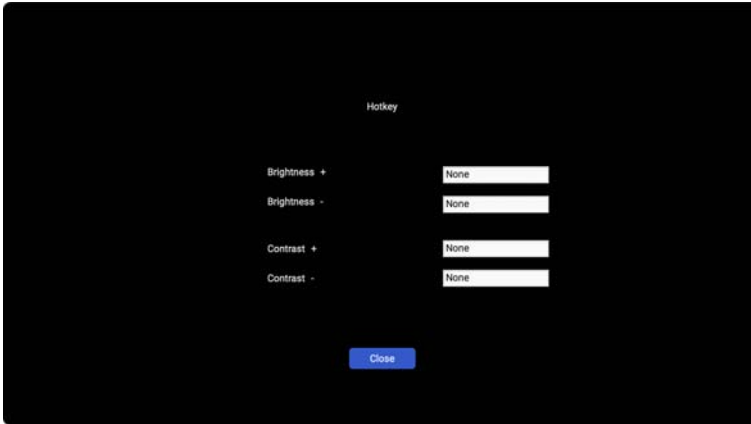 Hotkey
Brightness + None
Brightness - None
Contrast + None
Contrast - None
Close